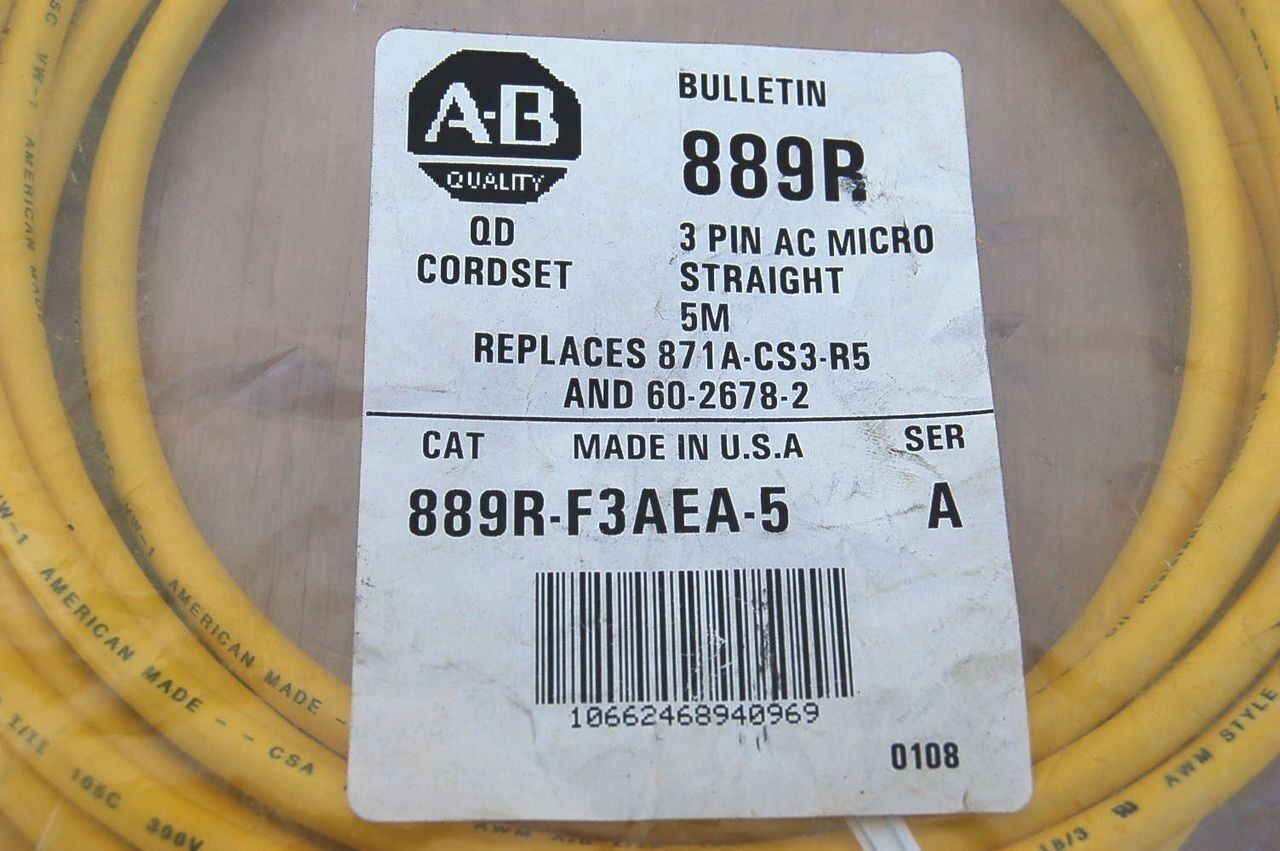 A-B
QUALITY
QD
CORDSET
BULLETIN
889R
3 PIN AC MICRO
STRAIGHT
5M
REPLACES 871A-CS3-R5
AND 60-2678-2
CAT MADE IN U.S.A SER
889R-F3AEA-5 A
10662468940969
0108
VW-1 AMERICAN MADE
VW-1 AMERICAN MADE -
VW-1 AMERICAN MADE - - CSA
105C 300V
18/3 AWM STYLE